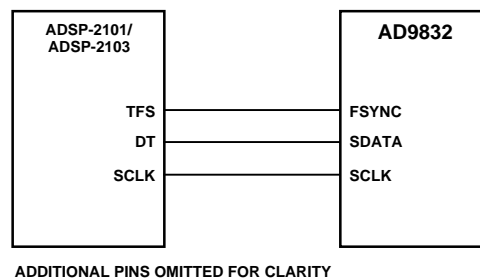 ADSP-2101/
ADSP-2103
AD9832
TFS
FSYNC
DT
SDATA
SCLK
SCLK
ADDITIONAL PINS OMITTED FOR CLARITY